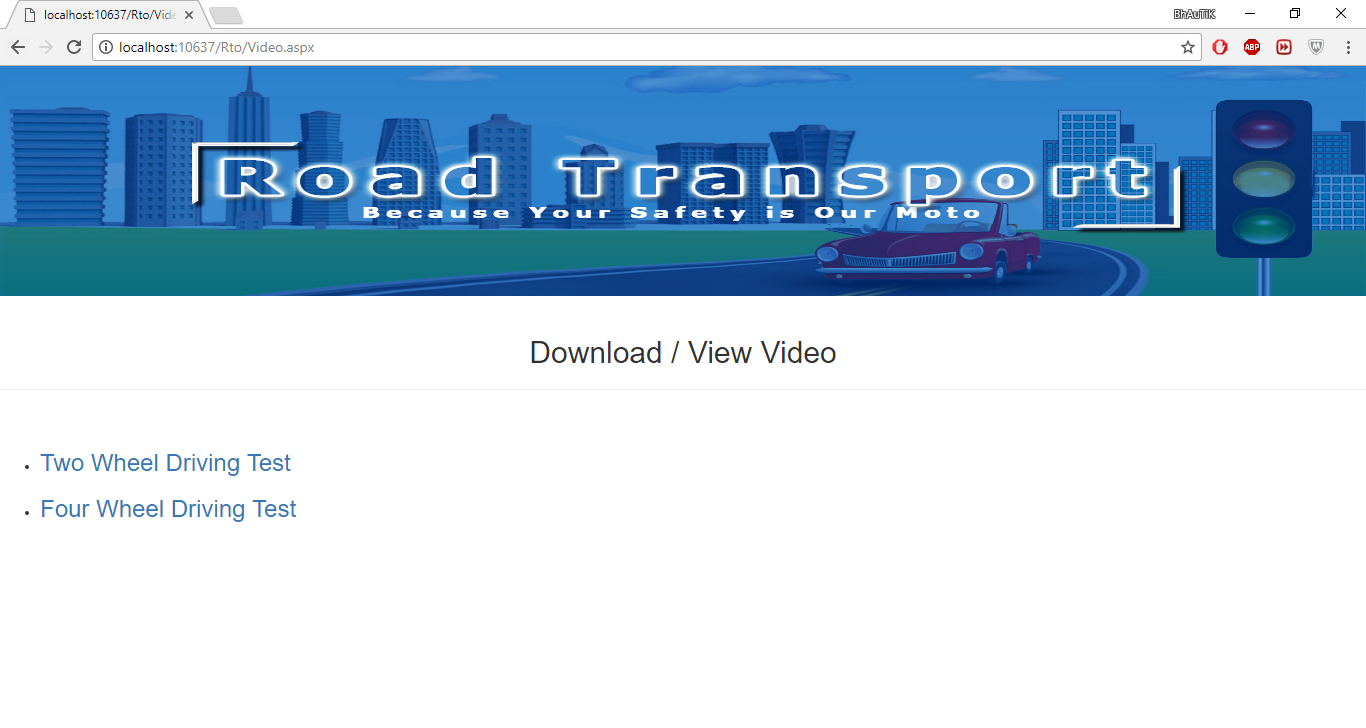 localhost:10637/Rto/Vide
BhAuTiK
localhost:10637/Rto/Video.aspx
ABP
Road Transport
Because Your Safety is Our Moto
Download / View Video
Two Wheel Driving Test
Four Wheel Driving Test